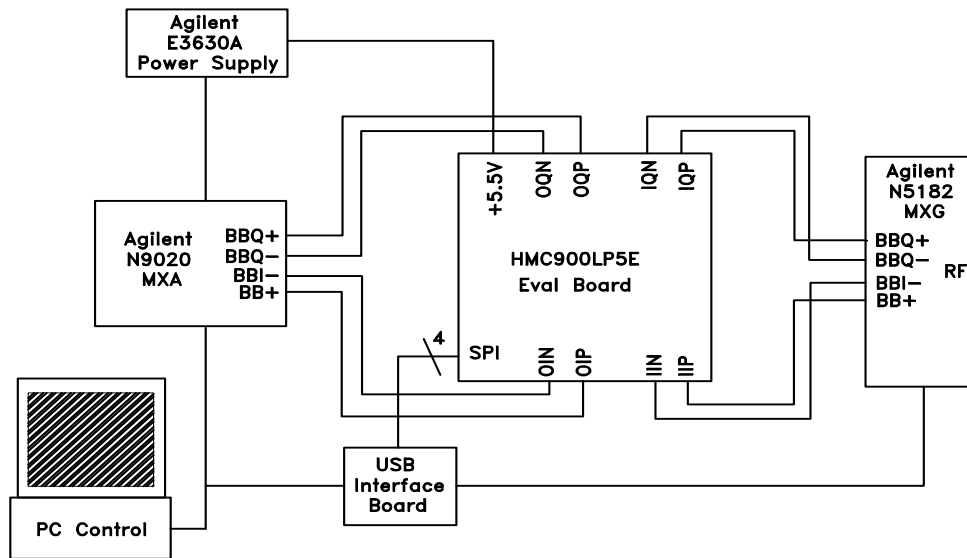 Agilent
E3630A
Power Supply
Agilent
N9020
MXA
BBQ+
BBQ-
BBI-
BB+
+5.5V
OQN
OQP
IQN
IQP
HMC900LP5E
Eval Board
SPI
4
OIN
OIP
IIN
IIP
Agilent
N5182
MXG
BBQ+
BBQ-
BBI-
BB+
RF
USB
Interface
Board
PC Control